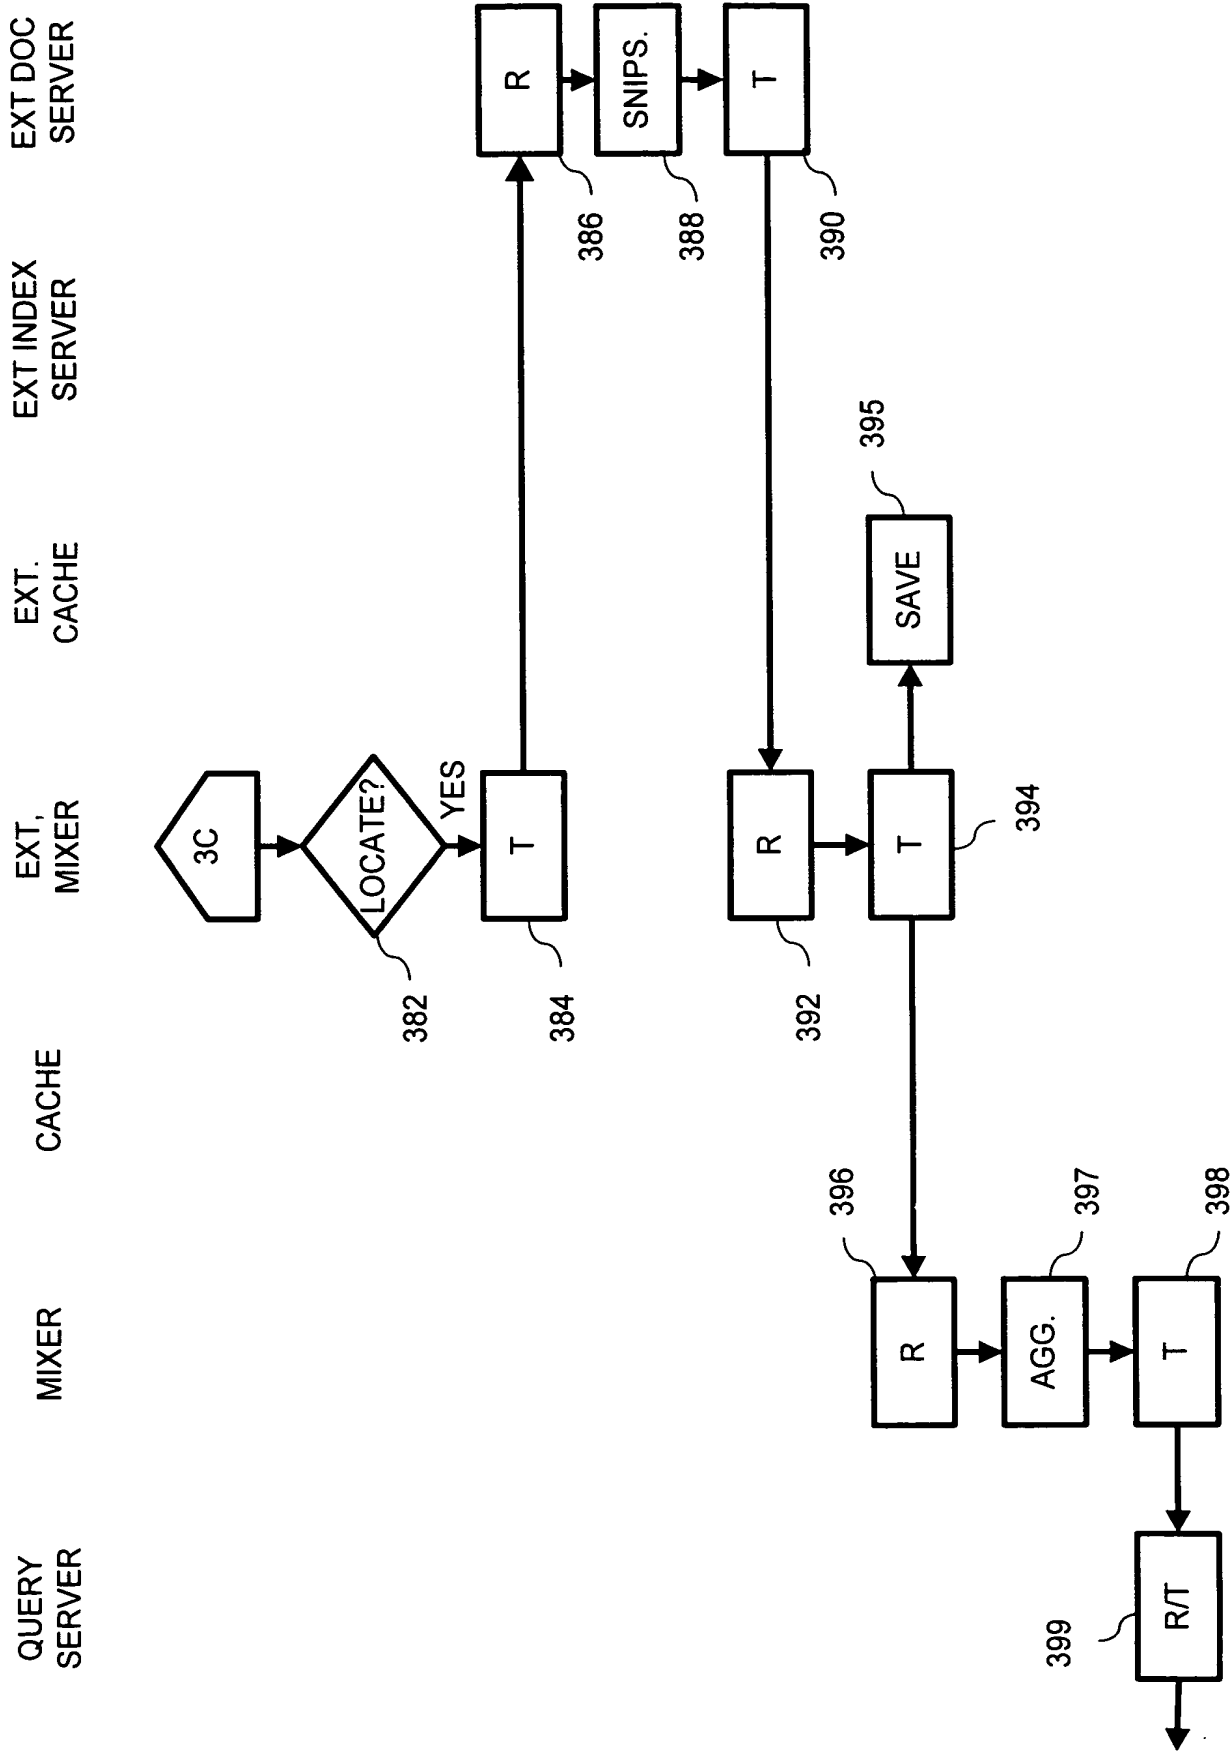 QUERY
SERVER
MIXER
CACHE
EXT,
MIXER
EXT.
CACHE
EXT INDEX
SERVER
EXT DOC
SERVER
3C
LOCATE?
382
YES
T
384
R
386
SNIPS.
388
T
390
R
392
T
394
SAVE
395
R
396
AGG.
397
T
398
R/T
399